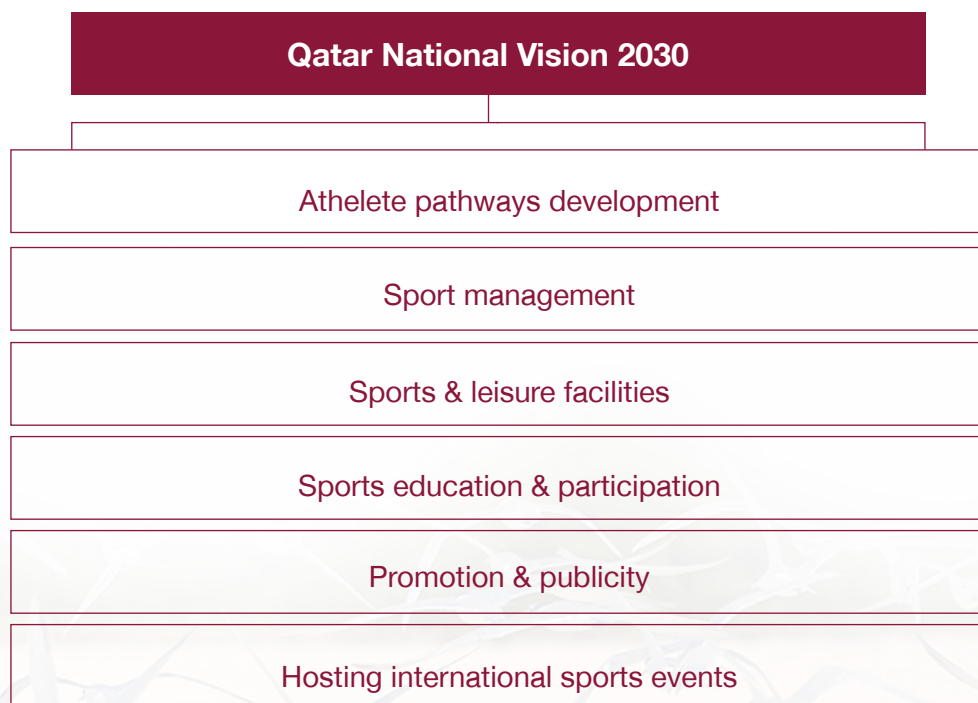 Qatar National Vision 2030
Athelete pathways development
Sport management
Sports & leisure facilities
Sports education & participation
Promotion & publicity
Hosting international sports events